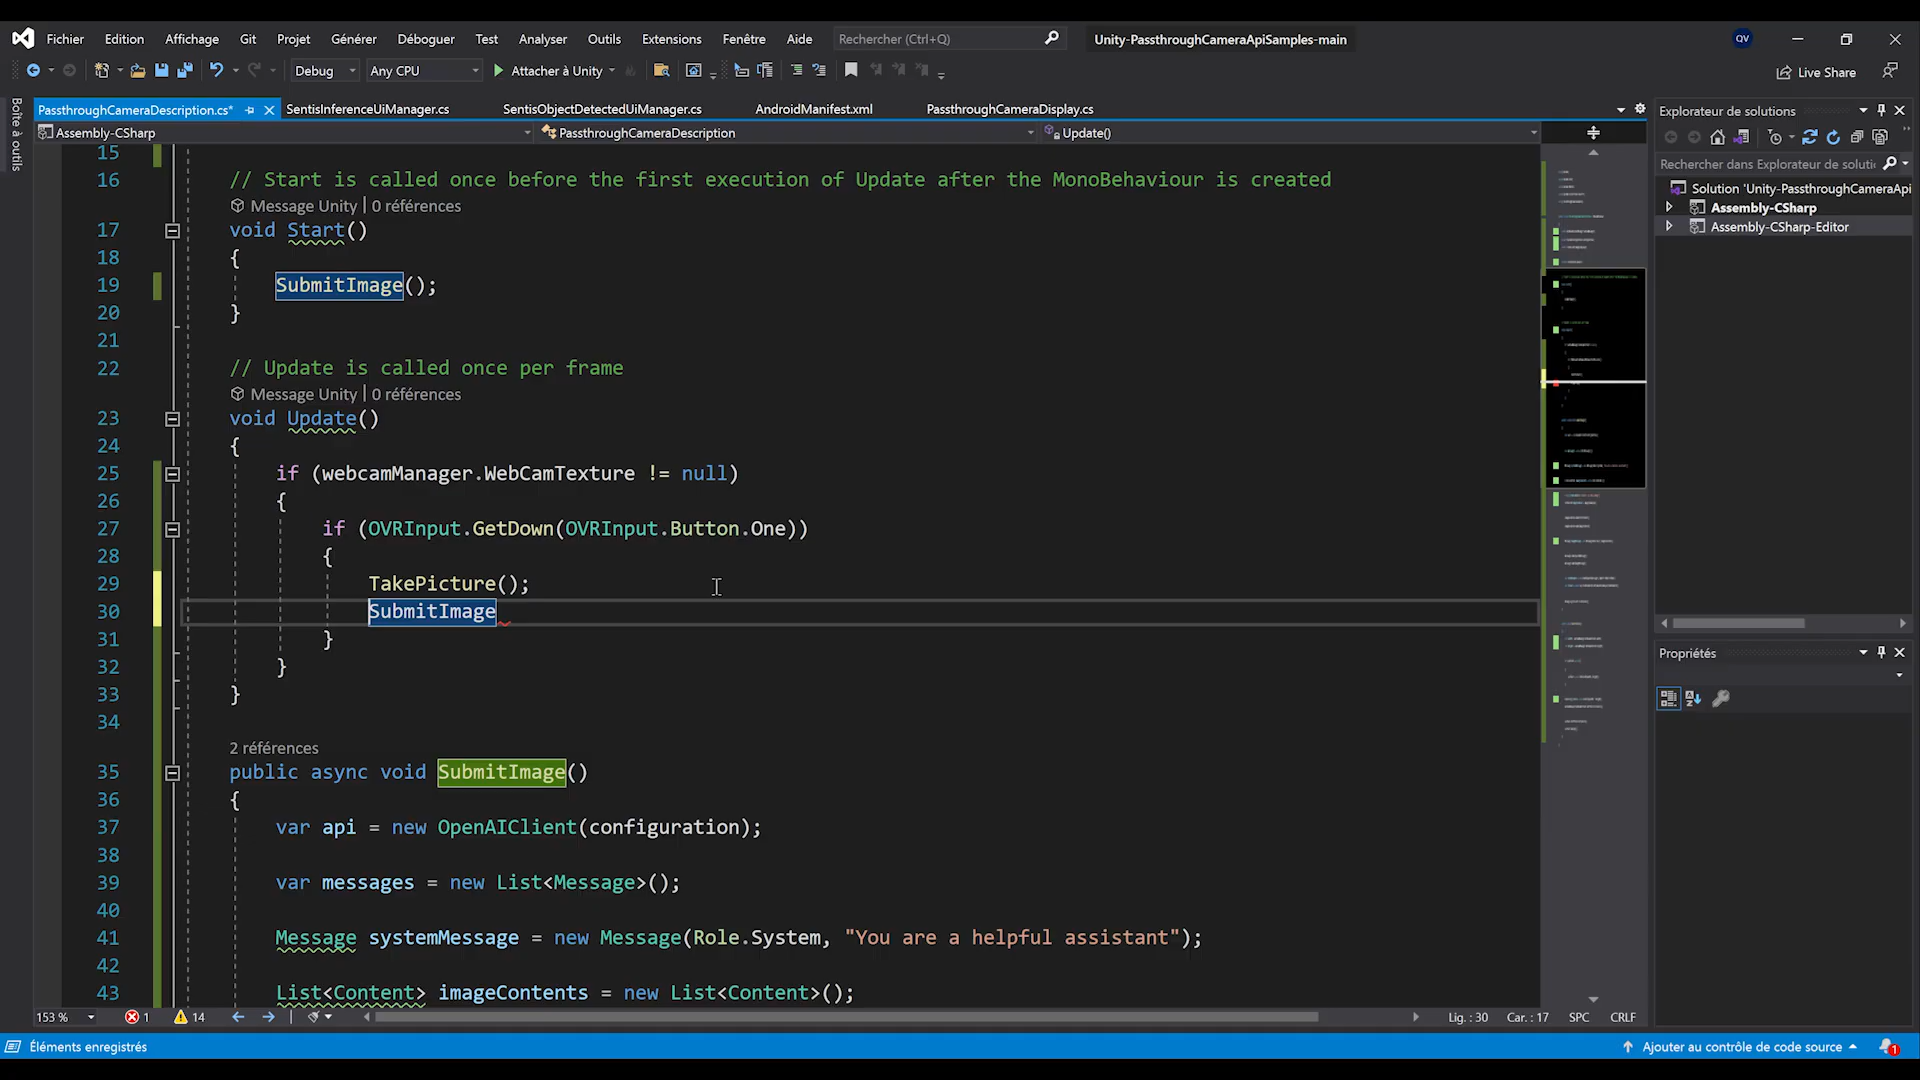 Fichier Edition Affichage Git Projet Générer Déboguer Test Analyser Outils Extensions Fenêtre Aide Rechercher (Ctrl+Q) Unity-PassthroughCameraApiSamples-main QV
Debug Any CPU Attacher à Unity Live Share
Boîte à outils
PassthroughCameraDescription.cs* SentisInferenceUiManager.cs SentisObjectDetectedUiManager.cs AndroidManifest.xml PassthroughCameraDisplay.cs
Assembly-CSharp PassthroughCameraDescription Update()
15
16 // Start is called once before the first execution of Update after the MonoBehaviour is created
Message Unity | 0 références
17 void Start()
18 {
19 SubmitImage();
20 }
21
22 // Update is called once per frame
Message Unity | 0 références
23 void Update()
24 {
25 if (webcamManager.WebCamTexture != null)
26 {
27 if (OVRInput.GetDown(OVRInput.Button.One))
28 {
29 TakePicture();
30 SubmitImage
31 }
32 }
33 }
34
2 références
35 public async void SubmitImage()
36 {
37 var api = new OpenAIClient(configuration);
38
39 var messages = new List<Message>();
40
41 Message systemMessage = new Message(Role.System, "You are a helpful assistant");
42
43 List<Content> imageContents = new List<Content>();
153 % 1 14 Lig. : 30 Car. : 17 SPC CRLF
Explorateur de solutions
Rechercher dans Explorateur de soluti
Solution 'Unity-PassthroughCameraApi
Assembly-CSharp
Assembly-CSharp-Editor
Propriétés
Éléments enregistrés Ajouter au contrôle de code source 1